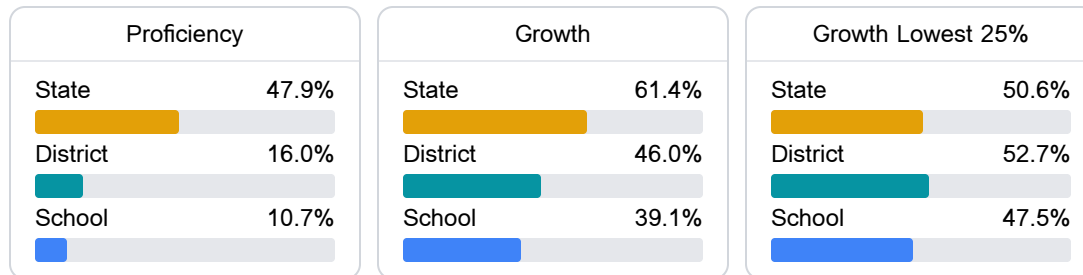 Proficiency
State 47.9%
District 16.0%
School 10.7%
Growth
State 61.4%
District 46.0%
School 39.1%
Growth Lowest 25%
State 50.6%
District 52.7%
School 47.5%